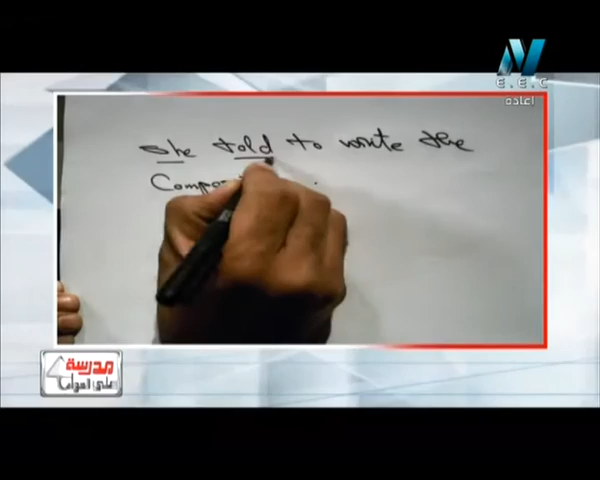 E.E.C
اعادة
She told to write the
مدرسة
على الهواء